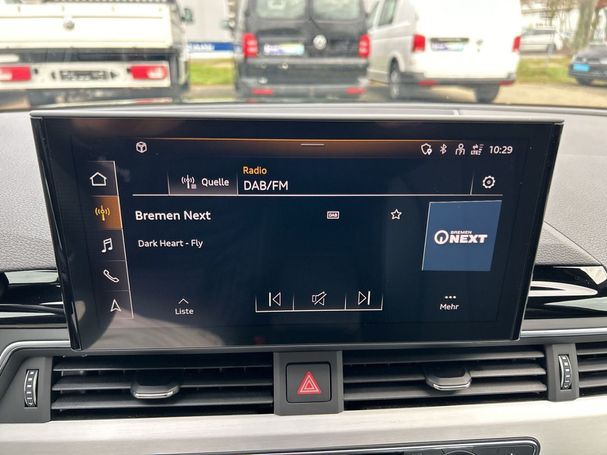 10:29
Quelle
Radio
DAB/FM
Bremen Next
DAB
Dark Heart - Fly
BREMEN
NEXT
Liste
Mehr